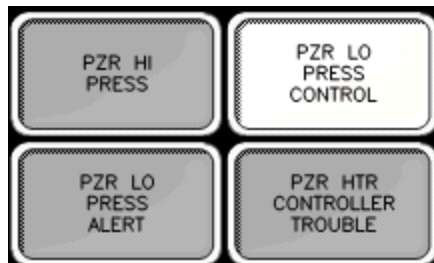 PZR HI
PRESS
PZR LO
PRESS
CONTROL
PZR LO
PRESS
ALERT
PZR HTR
CONTROLLER
TROUBLE